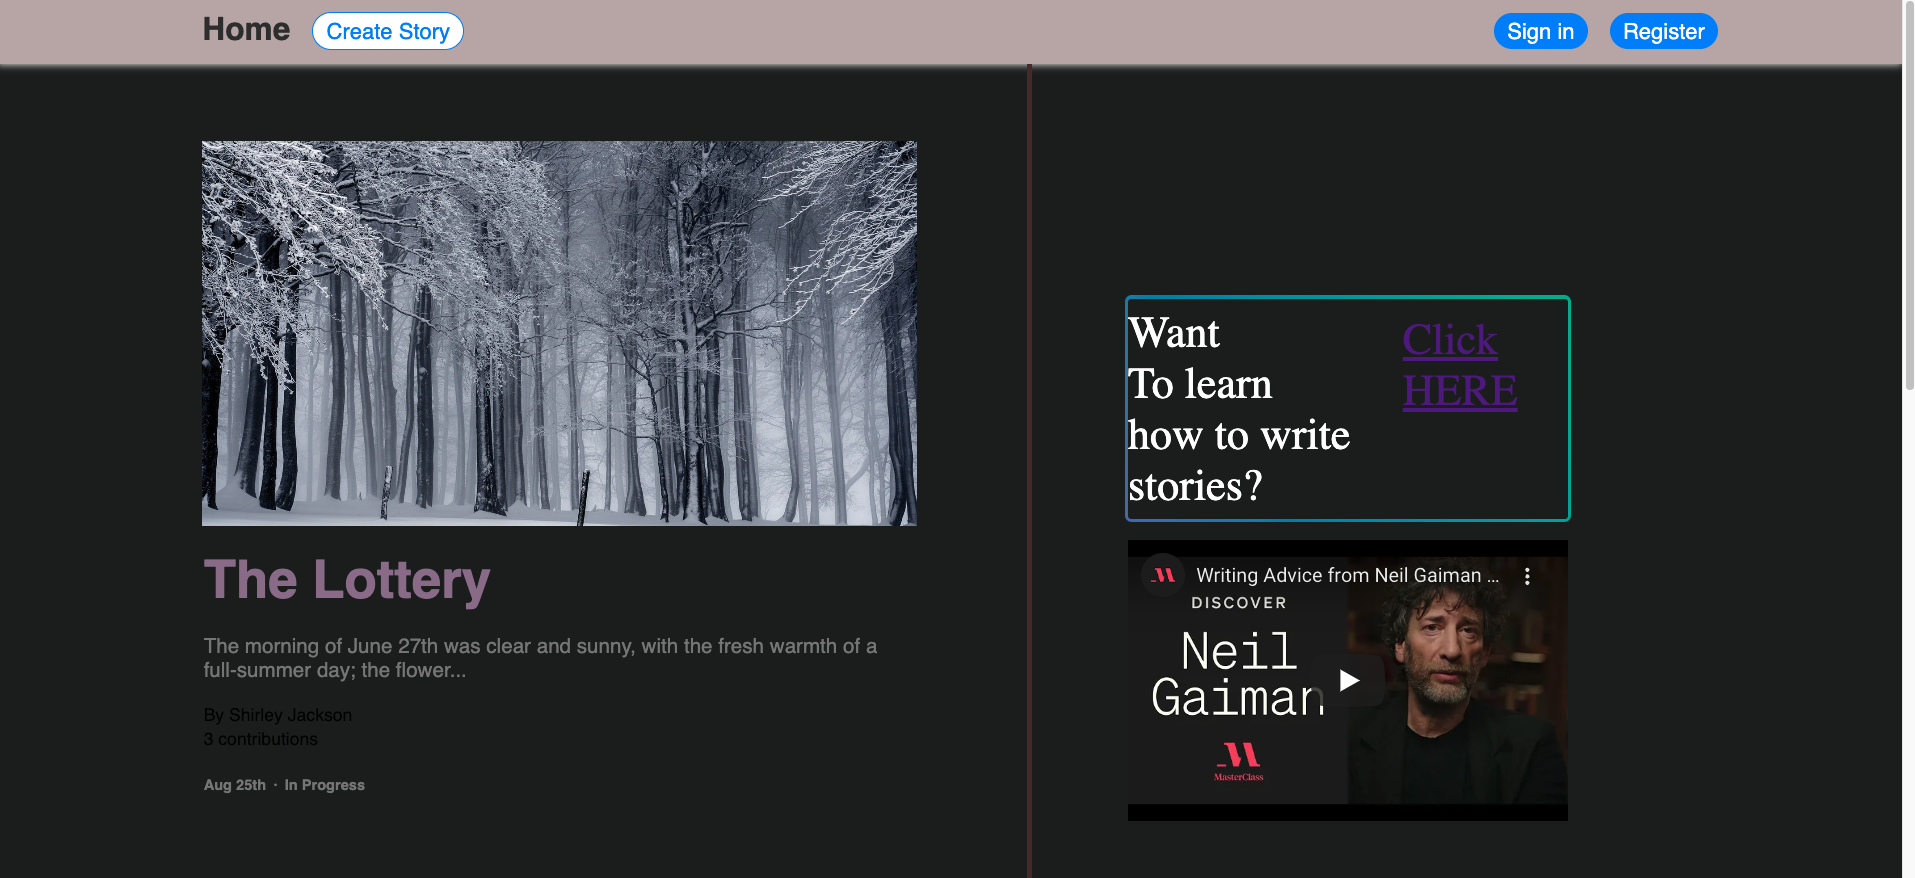 Home
Create Story
Sign in
Register
The Lottery
The morning of June 27th was clear and sunny, with the fresh warmth of a
full-summer day; the flower...
By Shirley Jackson
3 contributions
Aug 25th · In Progress
Want
To learn
how to write
stories?
Click
HERE
Writing Advice from Neil Gaiman ...
DISCOVER
Neil
Gaiman
MasterClass